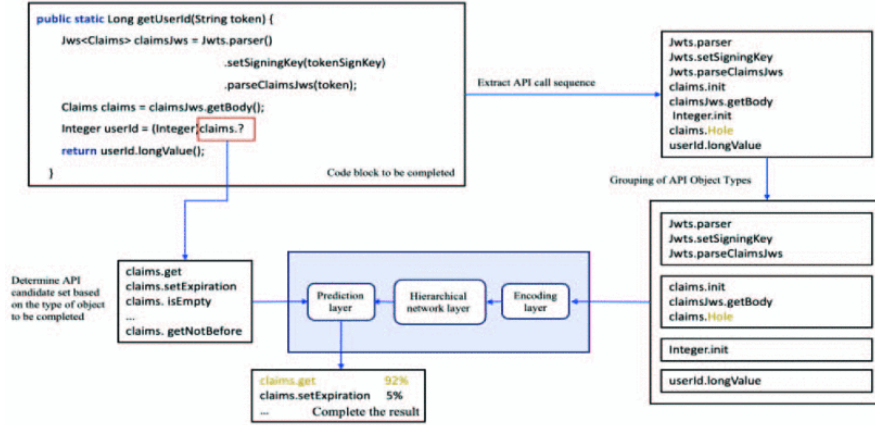 public static Long getUserId(String token) {
Jws<Claims> claimsJws = Jwts.parser()
.setSigningKey(tokenSignKey)
.parseClaimsJws(token);
Claims claims = claimsJws.getBody();
Integer userId = (Integer)claims.?
return userId.longValue();
}
Code block to be completed
Extract API call sequence
Jwts.parser
Jwts.setSigningKey
Jwts.parseClaimsJws
claims.init
claimsJws.getBody
Integer.init
claims.Hole
userId.longValue
Grouping of API Object Types
Jwts.parser
Jwts.setSigningKey
Jwts.parseClaimsJws
claims.init
claimsJws.getBody
claims.Hole
Integer.init
userId.longValue
Determine API
candidate set based
on the type of object
to be completed
claims.get
claims.setExpiration
claims. isEmpty
...
claims. getNotBefore
Prediction
layer
Hierarchical
network layer
Encoding
layer
claims.get 92%
claims.setExpiration 5%
... Complete the result